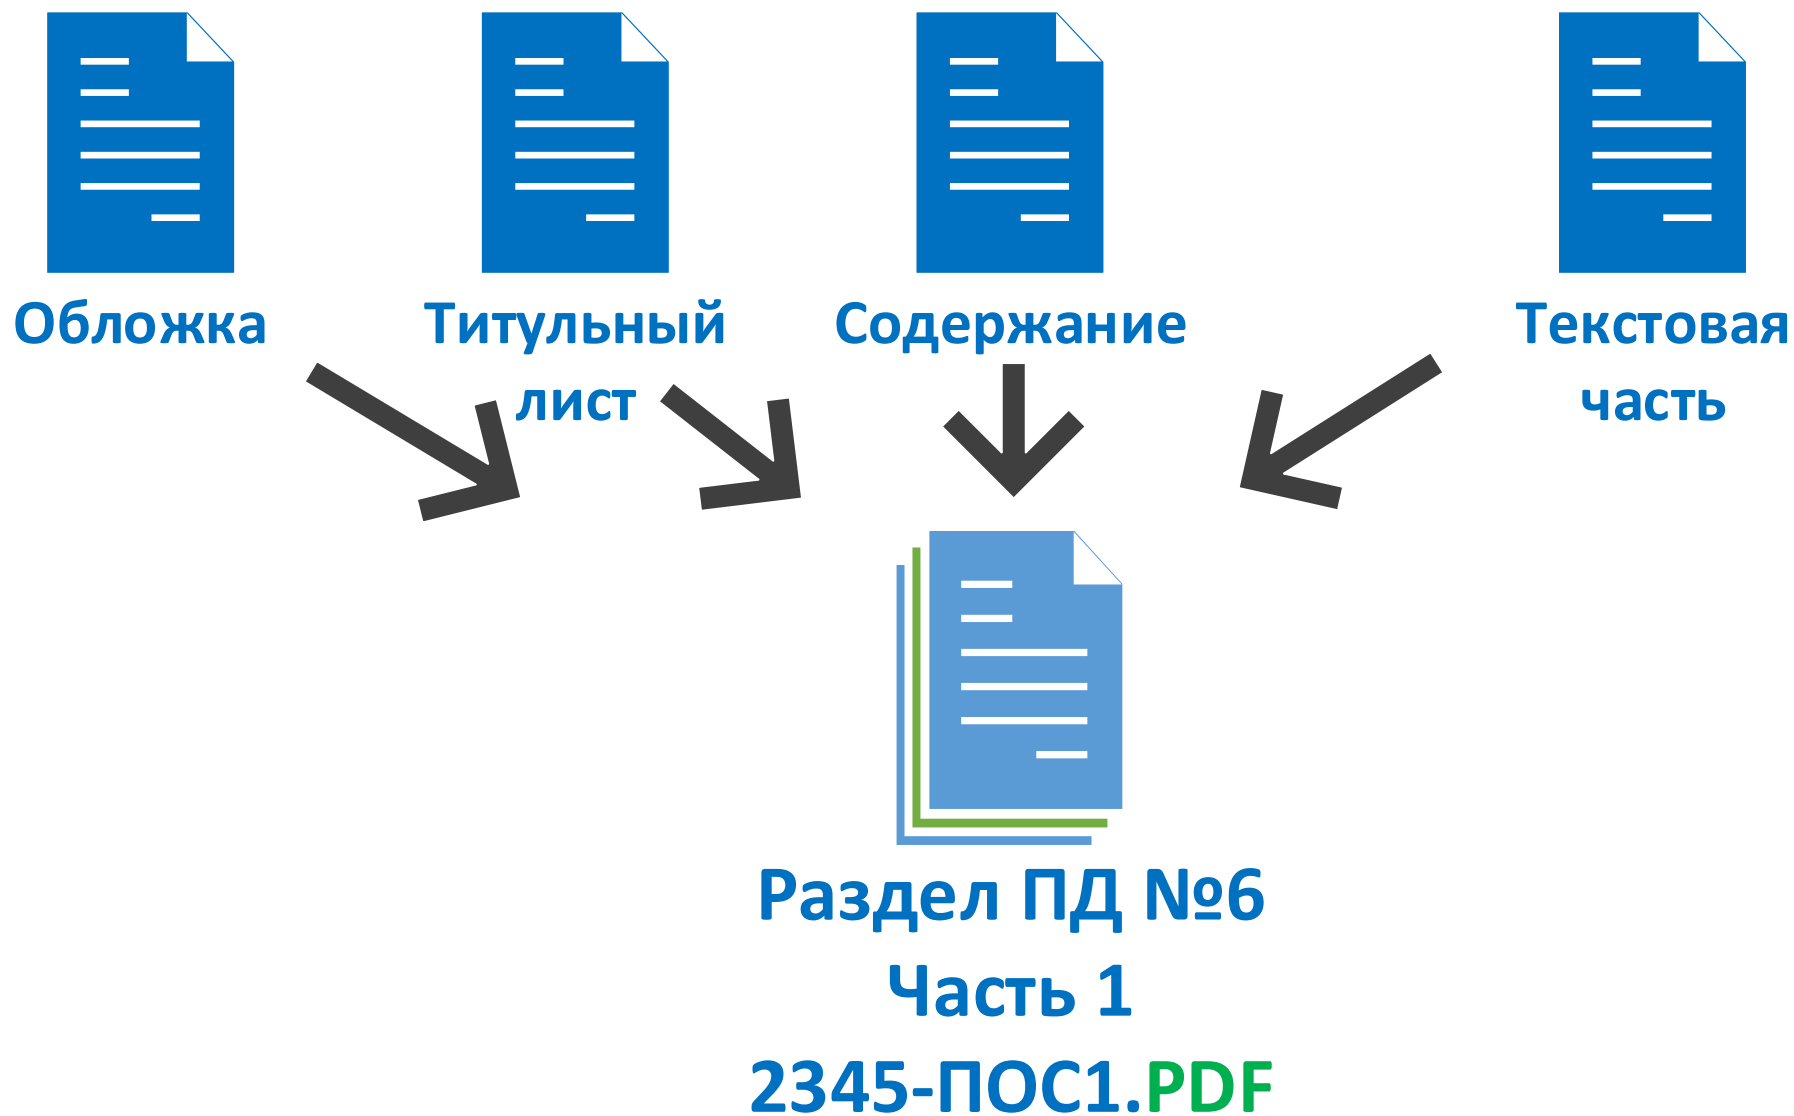 Обложка
Титульный
лист
Содержание
Текстовая
часть
Раздел ПД №6
Часть 1
2345-ПОС1.PDF